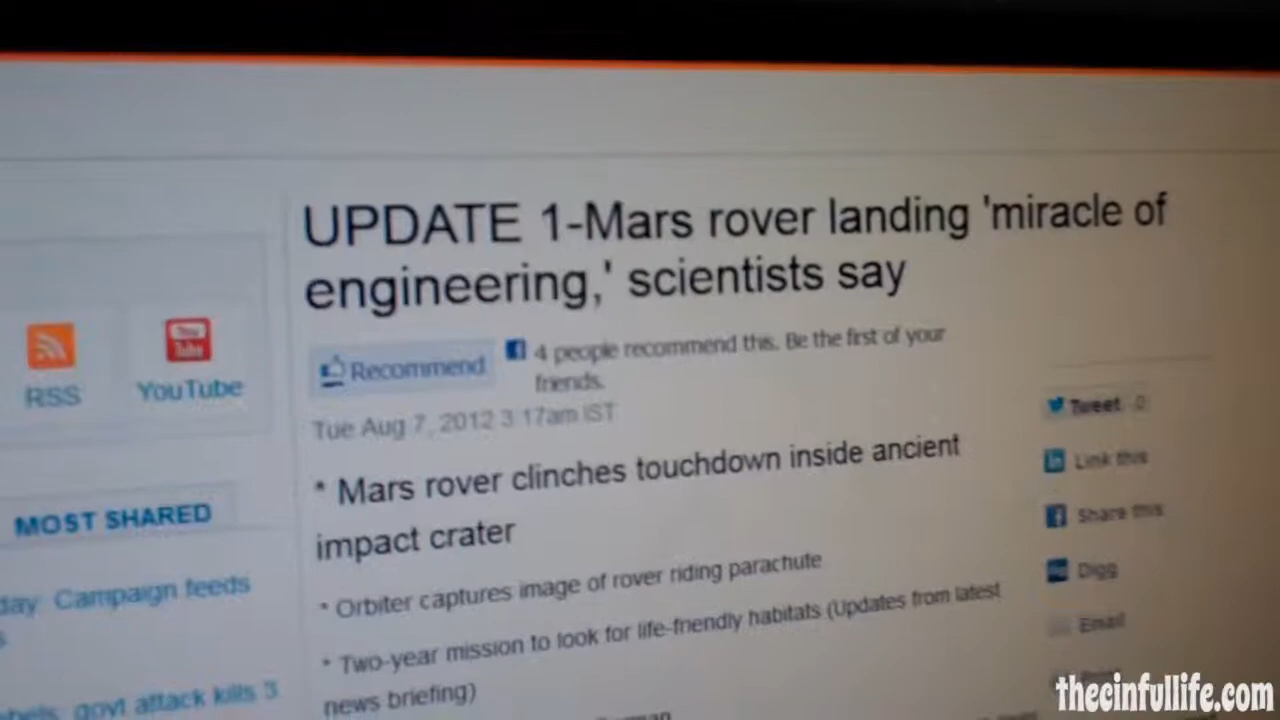 UPDATE 1-Mars rover landing 'miracle of
engineering,' scientists say
Recommend
4 people recommend this. Be the first of your
friends.
Tue Aug 7, 2012 3:17am IST
* Mars rover clinches touchdown inside ancient
impact crater
* Orbiter captures image of rover riding parachute
* Two-year mission to look for life-friendly habitats (Updates from latest
news briefing)
RSS
YouTube
MOST SHARED
day: Campaign feeds
govt attack kills 3
Tweet 0
Link this
Share this
Digg
Email
Print
thecinfullife.com